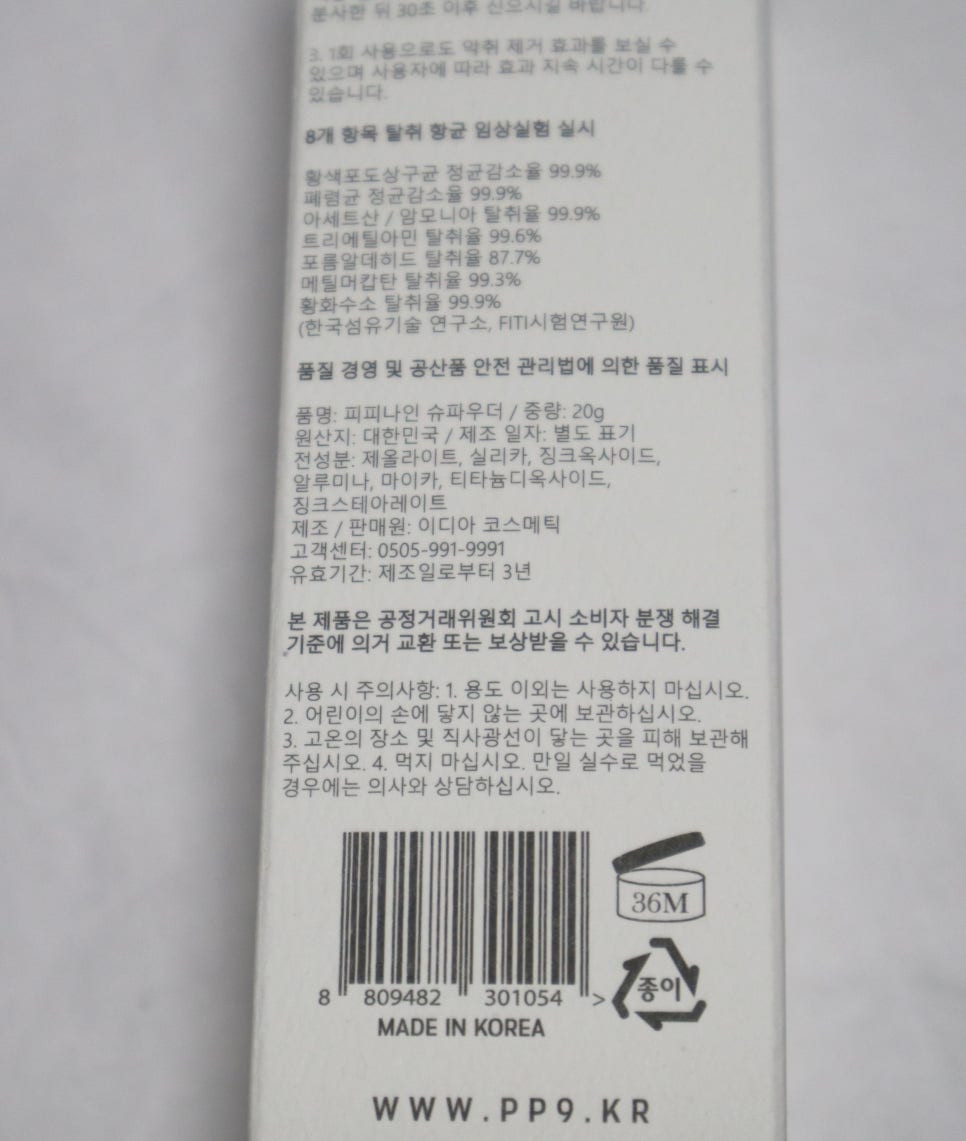 분사한 뒤 30초 이후 신으시길 바랍니다.
3. 1회 사용으로도 악취 제거 효과를 보실 수
있으며 사용자에 따라 효과 지속 시간이 다를 수
있습니다.
8개 항목 탈취 항균 임상실험 실시
황색포도상구균 정균감소율 99.9%
폐렴균 정균감소율 99.9%
아세트산 / 암모니아 탈취율 99.9%
트리에틸아민 탈취율 99.6%
포름알데히드 탈취율 87.7%
메틸머캅탄 탈취율 99.3%
황화수소 탈취율 99.9%
(한국섬유기술 연구소, FITI시험연구원)
품질 경영 및 공산품 안전 관리법에 의한 품질 표시
품명: 피피나인 슈파우더 / 중량: 20g
원산지: 대한민국 / 제조 일자: 별도 표기
전성분: 제올라이트, 실리카, 징크옥사이드,
알루미나, 마이카, 티타늄디옥사이드,
징크스테아레이트
제조 / 판매원: 이디아 코스메틱
고객센터: 0505-991-9991
유효기간: 제조일로부터 3년
본 제품은 공정거래위원회 고시 소비자 분쟁 해결
기준에 의거 교환 또는 보상받을 수 있습니다.
사용 시 주의사항: 1. 용도 이외는 사용하지 마십시오.
2. 어린이의 손에 닿지 않는 곳에 보관하십시오.
3. 고온의 장소 및 직사광선이 닿는 곳을 피해 보관해
주십시오. 4. 먹지 마십시오. 만일 실수로 먹었을
경우에는 의사와 상담하십시오.
36M
종이
8 809482 301054 >
MADE IN KOREA
WWW.PP9.KR